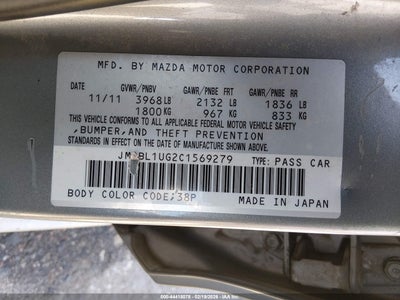 MFD. BY MAZDA MOTOR CORPORATION
GVWR/PNBV GAWR/PNBE FRT GAWR/PNBE RR
11/11 3968LB 2132 LB 1836 LB
1800KG 967 KG 833 KG
THIS VEHICLE CONFORMS TO ALL APPLICABLE FEDERAL MOTOR VEHICLE SAFETY,
BUMPER, AND THEFT PREVENTION
STANDARDS IN EFFECT ON THE DATE OF MANUFACTURE SHOWN ABOVE.
TYPE: PASS CAR
BODY COLOR CODE: 38P MADE IN JAPAN